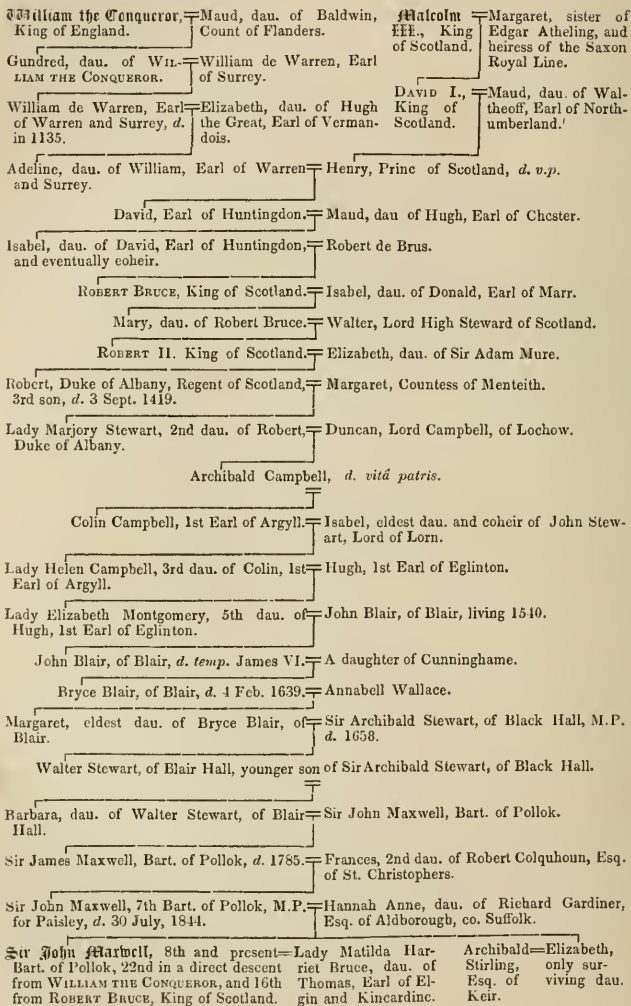 William the Conqueror, Maud, dau. of Baldwin,
King of England. Count of Flanders.
Malcolm Margaret, sister of
III., King Edgar Atheling, and
of Scotland. heiress of the Saxon
Royal Line.
Gundred, dau. of WIL- William de Warren, Earl
LIAM THE CONQUEROR. of Surrey.
DAVID I., Maud, dau. of Wal-
King of theoff, Earl of North-
Scotland. umberland.'
William de Warren, Earl Elizabeth, dau. of Hugh
of Warren and Surrey, d. the Great, Earl of Verman-
in 1135. dois.
Adeline, dau. of William, Earl of Warren Henry, Princ of Scotland, d. v.p.
and Surrey.
David, Earl of Huntingdon. Maud, dau of Hugh, Earl of Chester.
Isabel, dau. of David, Earl of Huntingdon, Robert de Brus.
and eventually coheir.
ROBERT BRUCE, King of Scotland. Isabel, dau. of Donald, Earl of Marr.
Mary, dau. of Robert Bruce. Walter, Lord High Steward of Scotland.
ROBERT II. King of Scotland. Elizabeth, dau. of Sir Adam Mure.
Robert, Duke of Albany, Regent of Scotland, Margaret, Countess of Menteith.
3rd son, d. 3 Sept. 1419.
Lady Marjory Stewart, 2nd dau. of Robert, Duncan, Lord Campbell, of Lochow.
Duke of Albany.
Archibald Campbell, d. vitâ patris.
Colin Campbell, 1st Earl of Argyll. Isabel, eldest dau. and coheir of John Stew-
art, Lord of Lorn.
Lady Helen Campbell, 3rd dau. of Colin, 1st Hugh, 1st Earl of Eglinton.
Earl of Argyll.
Lady Elizabeth Montgomery, 5th dau. of John Blair, of Blair, living 1540.
Hugh, 1st Earl of Eglinton.
John Blair, of Blair, d. temp. James VI. A daughter of Cunninghame.
Bryce Blair, of Blair, d. 4 Feb. 1639. Annabell Wallace.
Margaret, eldest dau. of Bryce Blair, of Sir Archibald Stewart, of Black Hall, M.P.
Blair. d. 1658.
Walter Stewart, of Blair Hall, younger son of Sir Archibald Stewart, of Black Hall.
Barbara, dau. of Walter Stewart, of Blair Sir John Maxwell, Bart. of Pollok.
Hall.
Sir James Maxwell, Bart. of Pollok, d. 1785. Frances, 2nd dau. of Robert Colquhoun, Esq.
of St. Christophers.
Sir John Maxwell, 7th Bart. of Pollok, M.P. Hannah Anne, dau. of Richard Gardiner,
for Paisley, d. 30 July, 1844. Esq. of Aldborough, co. Suffolk.
Sir John Maxwell, 8th and present Lady Matilda Har-
Bart. of Pollok, 22nd in a direct descent riet Bruce, dau. of
from WILLIAM THE CONQUEROR, and 16th Thomas, Earl of El-
from ROBERT BRUCE, King of Scotland. gin and Kincardine.
Archibald Elizabeth,
Stirling, only sur-
Esq. of viving dau.
Keir.